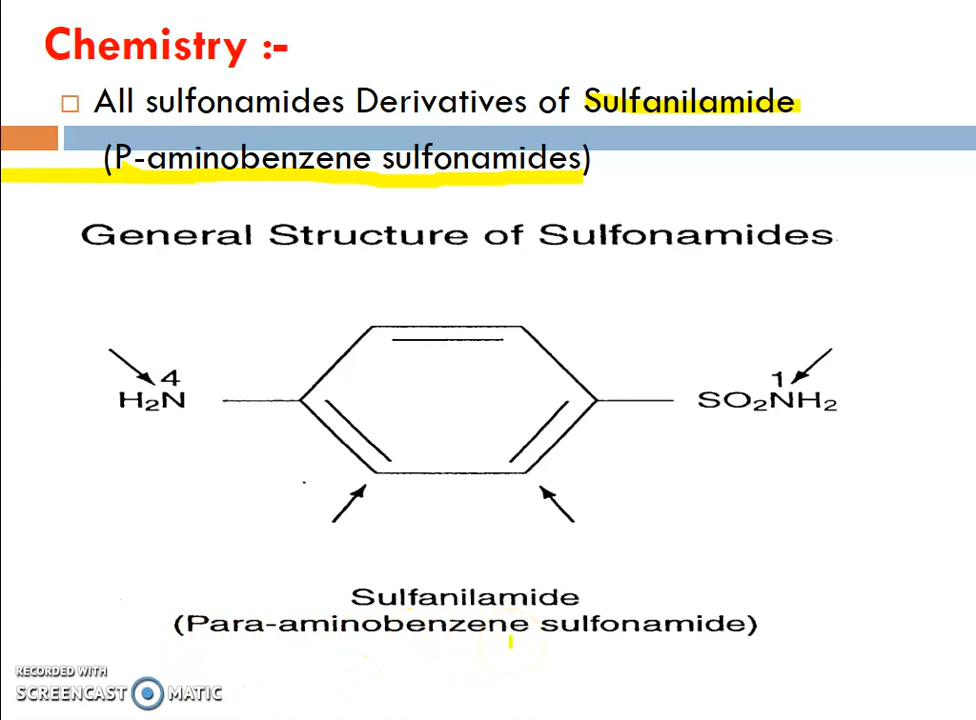 Chemistry :-
All sulfonamides Derivatives of Sulfanilamide
(P-aminobenzene sulfonamides)
General Structure of Sulfonamides
4 1
H₂N SO₂NH₂
Sulfanilamide
(Para-aminobenzene sulfonamide)
RECORDED WITH
SCREENCAST MATIC